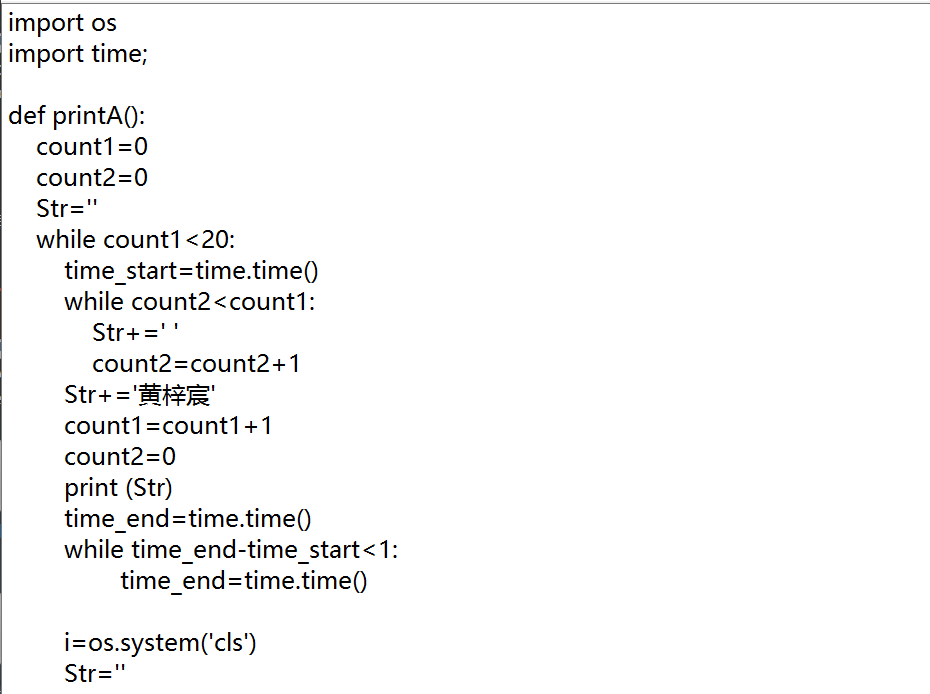 import os
import time;
def printA():
count1=0
count2=0
Str=''
while count1<20:
time_start=time.time()
while count2<count1:
Str+=' '
count2=count2+1
Str+='黄梓宸'
count1=count1+1
count2=0
print (Str)
time_end=time.time()
while time_end-time_start<1:
time_end=time.time()
i=os.system('cls')
Str=''